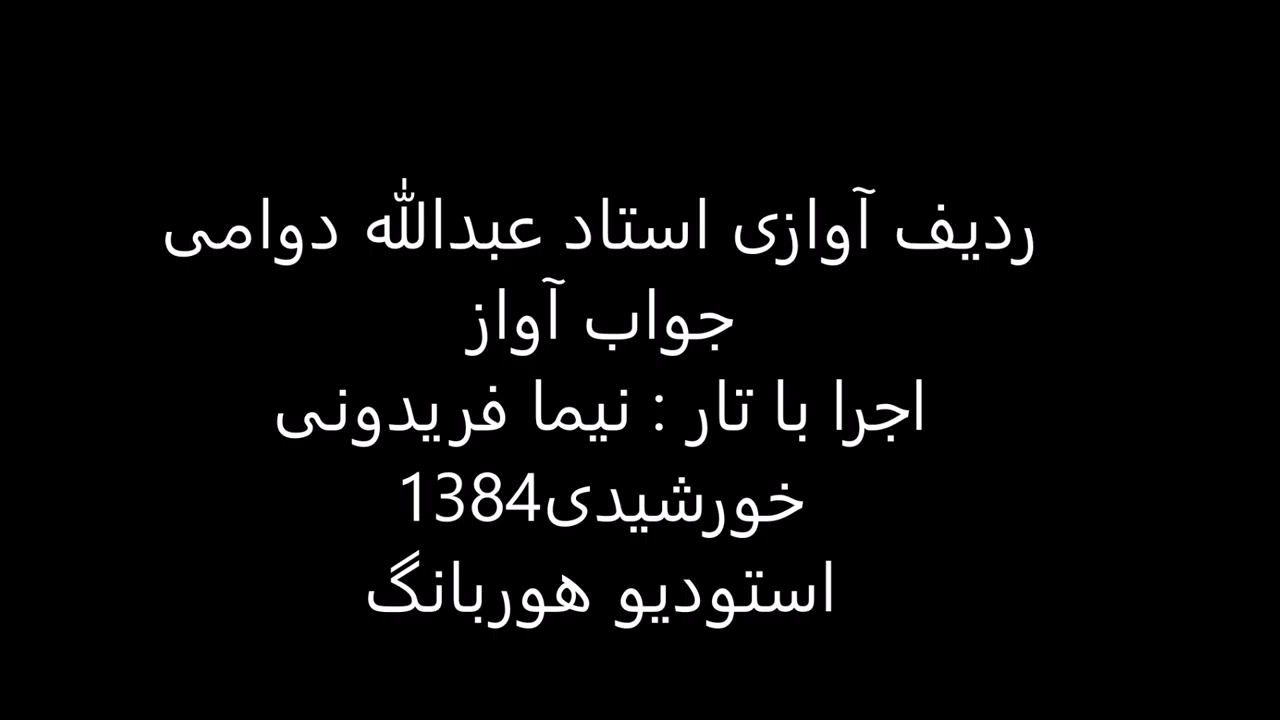 ردیف آوازی استاد عبدالله دوامی
جواب آواز
اجرا با تار : نیما فریدونی
خورشیدی1384
استودیو هوربانگ